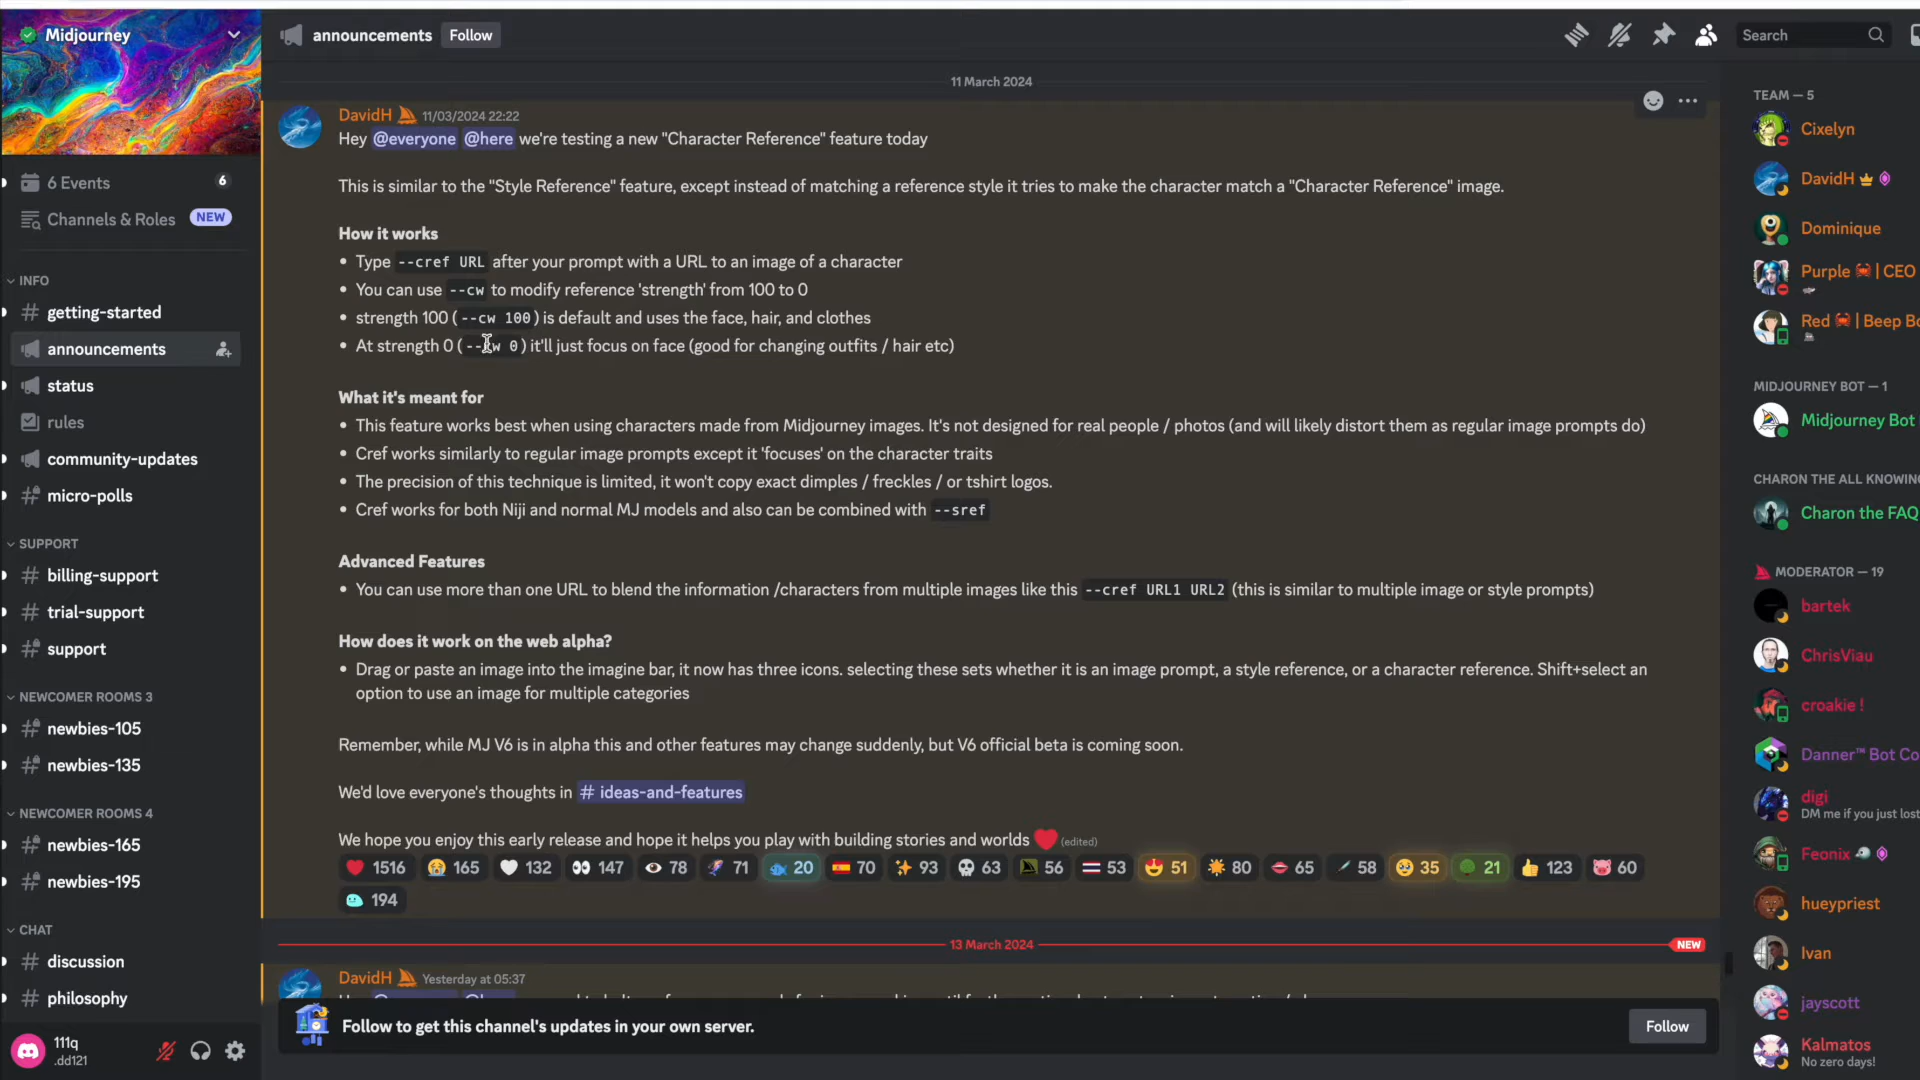 Midjourney
6 Events
6
Channels & Roles
NEW
INFO
getting-started
announcements
status
rules
community-updates
micro-polls
SUPPORT
billing-support
trial-support
support
NEWCOMER ROOMS 3
newbies-105
newbies-135
NEWCOMER ROOMS 4
newbies-165
newbies-195
CHAT
discussion
philosophy
111q
.dd121
announcements
Follow
Search
11 March 2024
DavidH 11/03/2024 22:22
Hey @everyone @here we're testing a new "Character Reference" feature today
This is similar to the "Style Reference" feature, except instead of matching a reference style it tries to make the character match a "Character Reference" image.
How it works
• Type --cref URL after your prompt with a URL to an image of a character
• You can use --cw to modify reference 'strength' from 100 to 0
• strength 100 (--cw 100) is default and uses the face, hair, and clothes
• At strength 0 (--cw 0) it'll just focus on face (good for changing outfits / hair etc)
What it's meant for
• This feature works best when using characters made from Midjourney images. It's not designed for real people / photos (and will likely distort them as regular image prompts do)
• Cref works similarly to regular image prompts except it 'focuses' on the character traits
• The precision of this technique is limited, it won't copy exact dimples / freckles / or tshirt logos.
• Cref works for both Niji and normal MJ models and also can be combined with --sref
Advanced Features
• You can use more than one URL to blend the information /characters from multiple images like this --cref URL1 URL2 (this is similar to multiple image or style prompts)
How does it work on the web alpha?
• Drag or paste an image into the imagine bar, it now has three icons. selecting these sets whether it is an image prompt, a style reference, or a character reference. Shift+select an
option to use an image for multiple categories
Remember, while MJ V6 is in alpha this and other features may change suddenly, but V6 official beta is coming soon.
We'd love everyone's thoughts in # ideas-and-features
We hope you enjoy this early release and hope it helps you play with building stories and worlds ❤️ (edited)
1516 165 132 147 78 71 20 70 93 63 56 53 51 80 65 58 35 21 123 60
194
13 March 2024
NEW
DavidH Yesterday at 05:37
Follow to get this channel's updates in your own server.
Follow
TEAM — 5
Cixelyn
DavidH
Dominique
Purple 🦀 | CEO
Red 🦀 | Beep Bo
MIDJOURNEY BOT — 1
Midjourney Bot
CHARON THE ALL KNOWING
Charon the FAQ
MODERATOR — 19
bartek
ChrisViau
croakie !
Danner™ Bot Co
digi
DM me if you just lost
Feonix
hueypriest
Ivan
jayscott
Kalmatos
No zero days!